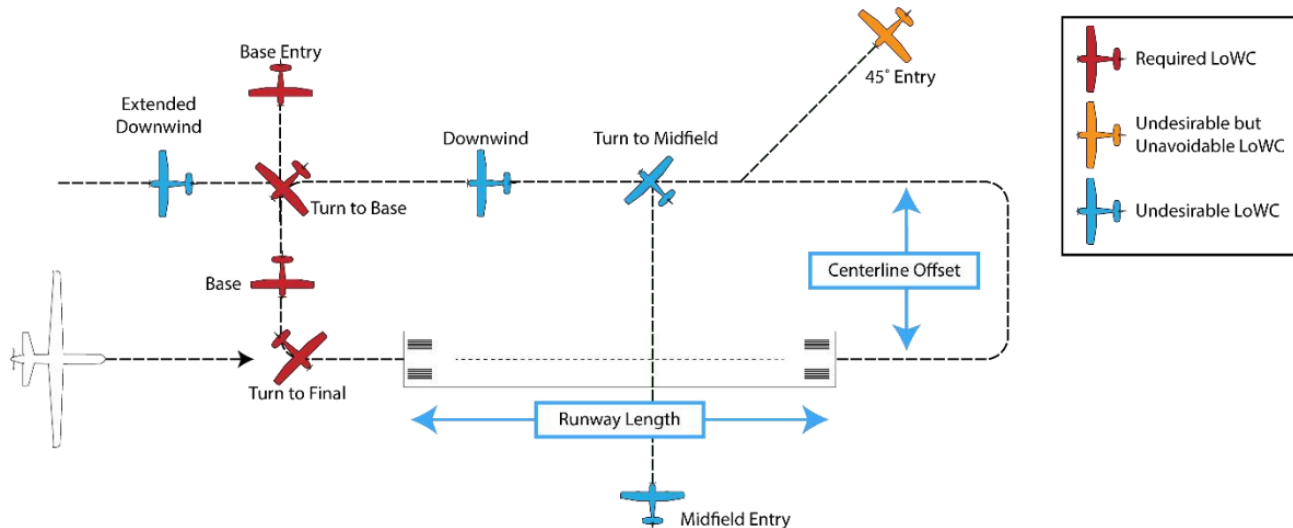 Base Entry
45° Entry
Extended
Downwind
Downwind
Turn to Midfield
Turn to Base
Base
Centerline Offset
Turn to Final
Runway Length
Midfield Entry
Required LoWC
Undesirable but
Unavoidable LoWC
Undesirable LoWC